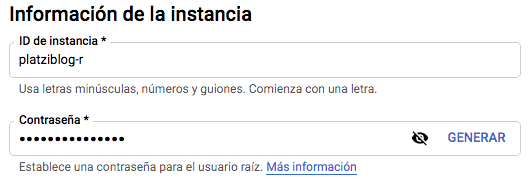 Información de la instancia
ID de instancia *
platziblog-r
Usa letras minúsculas, números y guiones. Comienza con una letra.
Contraseña *
••••••••••••••• GENERAR
Establece una contraseña para el usuario raíz. Más información